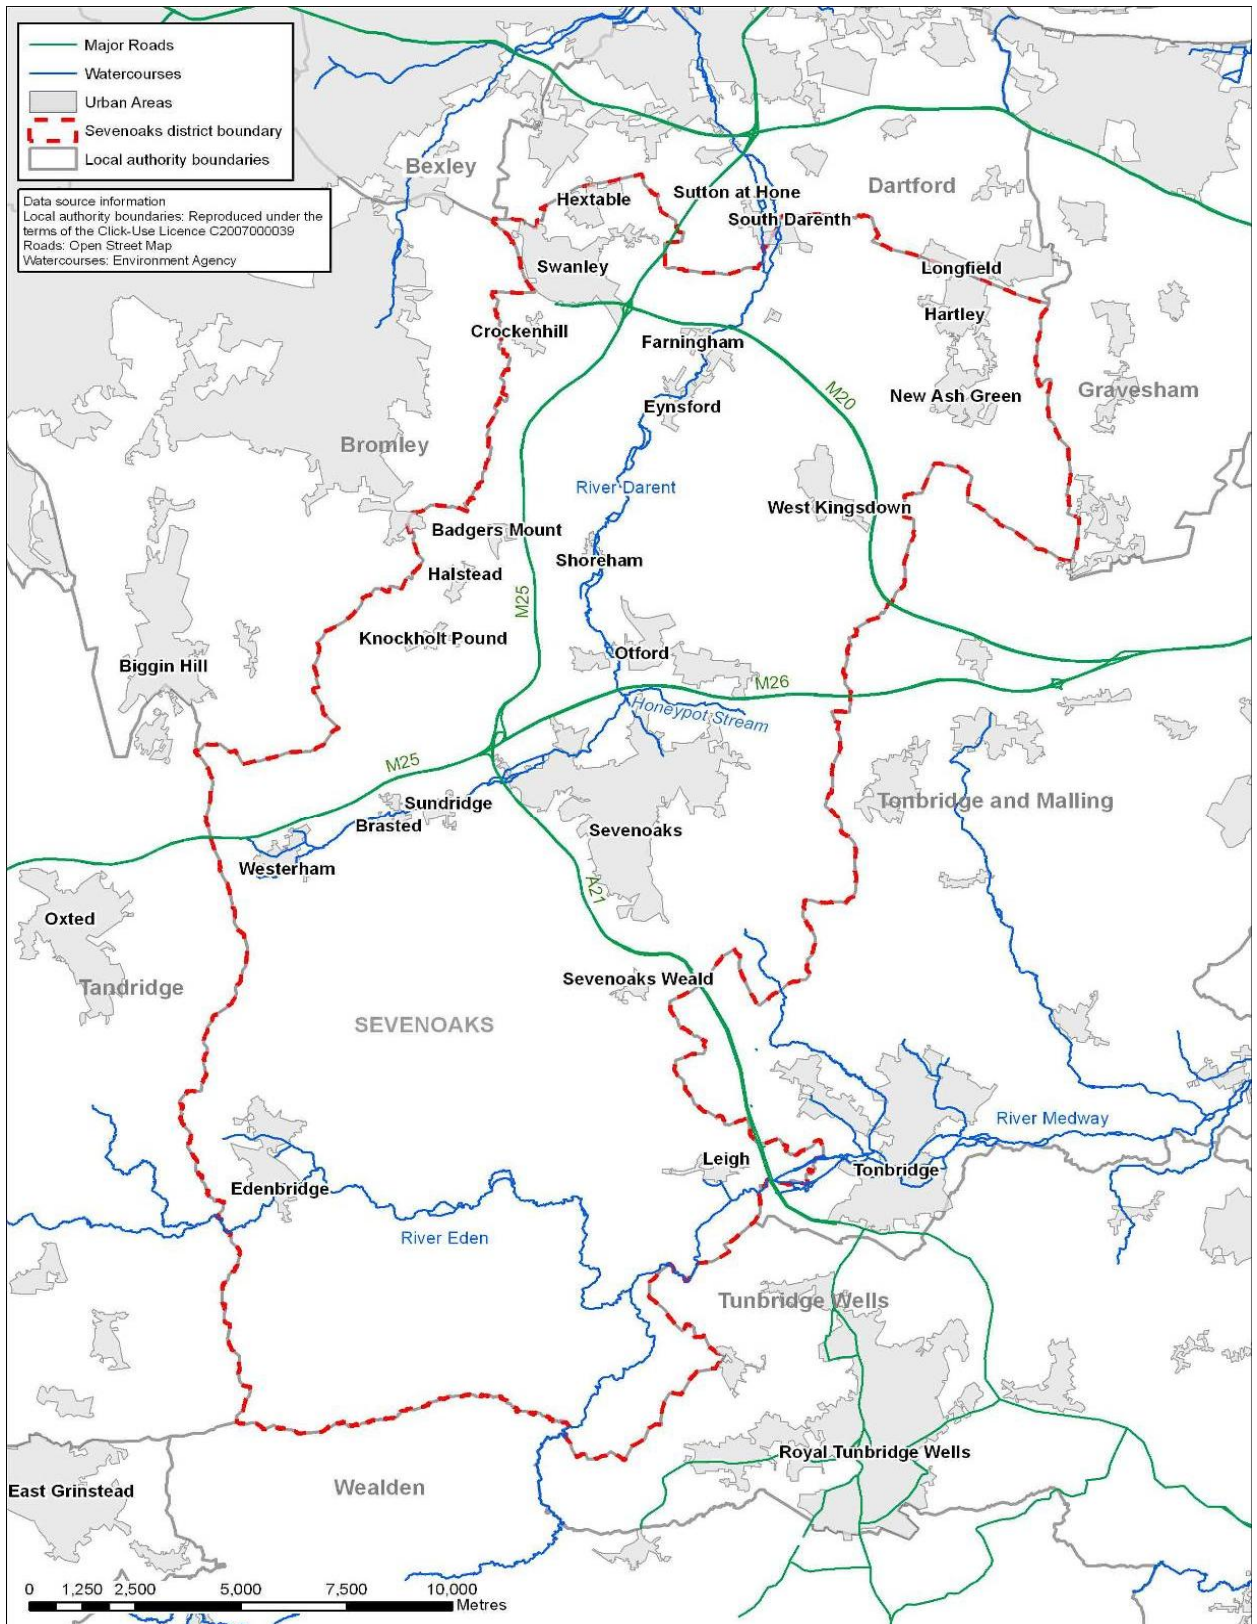 Major Roads
Watercourses
Urban Areas
Sevenoaks district boundary
Local authority boundaries
Data source information
Local authority boundaries: Reproduced under the
terms of the Click-Use Licence C2007000039
Roads: Open Street Map
Watercourses: Environment Agency
Bexley
Dartford
Hextable
Sutton at Hone
South Darenth
Swanley
Longfield
Hartley
Crockenhill
Farningham
M20
Gravesham
New Ash Green
Eynsford
Bromley
River Darent
West Kingsdown
Badgers Mount
Shoreham
Halstead
M25
Knockholt Pound
Otford
Biggin Hill
M26
Honeypot Stream
M25
Sundridge
Tonbridge and Malling
Brasted
Sevenoaks
Westerham
A21
Oxted
Sevenoaks Weald
Tandridge
SEVENOAKS
River Medway
Leigh
Tonbridge
Edenbridge
River Eden
Tunbridge Wells
Royal Tunbridge Wells
Wealden
East Grinstead
0 1,250 2,500 5,000 7,500 10,000
Metres